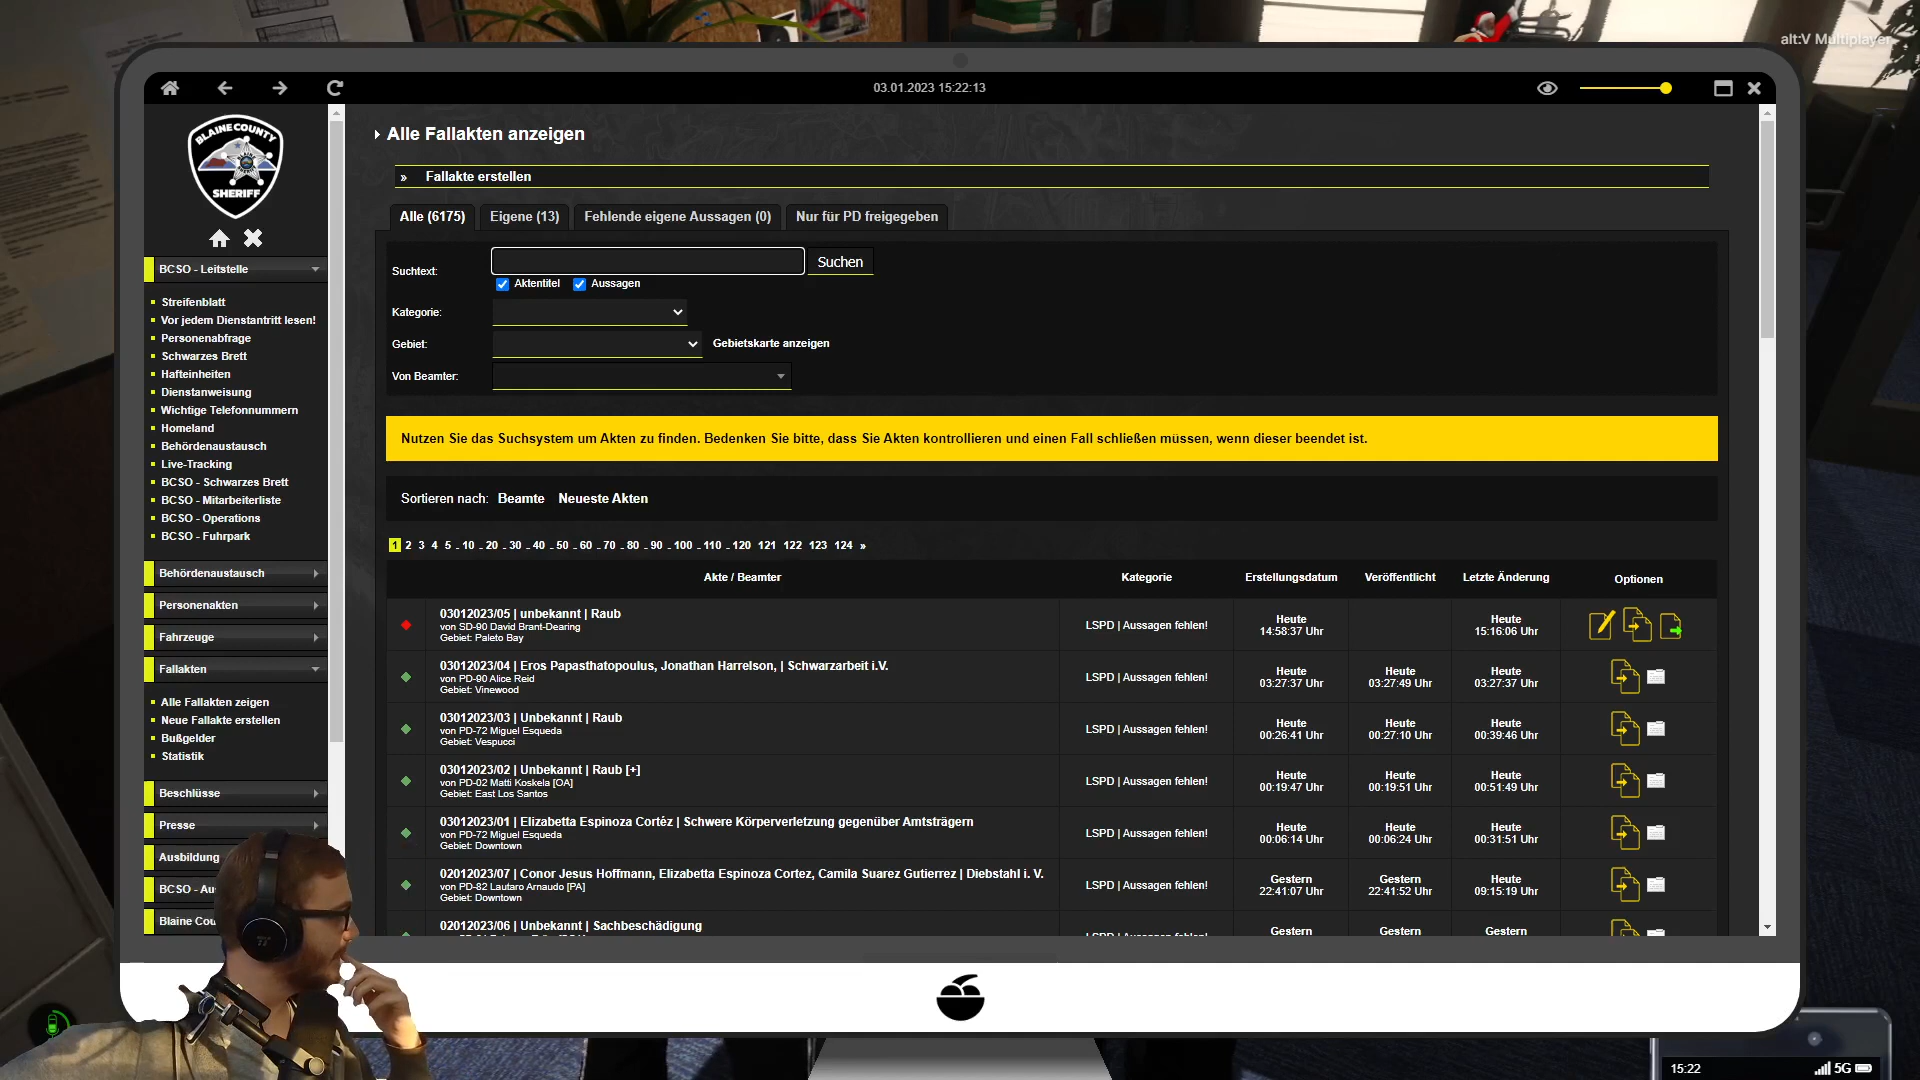 alt:V Multiplayer
03.01.2023 15:22:13
BLAINE COUNTY
SHERIFF
BCSO - Leitstelle
Streifenblatt
Vor jedem Dienstantritt lesen!
Personenabfrage
Schwarzes Brett
Hafteinheiten
Dienstanweisung
Wichtige Telefonnummern
Homeland
Behördenaustausch
Live-Tracking
BCSO - Schwarzes Brett
BCSO - Mitarbeiterliste
BCSO - Operations
BCSO - Fuhrpark
Behördenaustausch
Personenakten
Fahrzeuge
Fallakten
Alle Fallakten zeigen
Neue Fallakte erstellen
Bußgelder
Statistik
Beschlüsse
Presse
Ausbildung
BCSO - Au
Blaine Cou
Alle Fallakten anzeigen
» Fallakte erstellen
Alle (6175) Eigene (13) Fehlende eigene Aussagen (0) Nur für PD freigegeben
Suchtext: Suchen
Aktentitel Aussagen
Kategorie:
Gebiet: Gebietskarte anzeigen
Von Beamter:
Nutzen Sie das Suchsystem um Akten zu finden. Bedenken Sie bitte, dass Sie Akten kontrollieren und einen Fall schließen müssen, wenn dieser beendet ist.
Sortieren nach: Beamte Neueste Akten
1 2 3 4 5 .. 10 .. 20 .. 30 .. 40 .. 50 .. 60 .. 70 .. 80 .. 90 .. 100 .. 110 .. 120 121 122 123 124 »
Akte / Beamter Kategorie Erstellungsdatum Veröffentlicht Letzte Änderung Optionen
03012023/05 | unbekannt | Raub
von SD-90 David Brant-Dearing
Gebiet: Paleto Bay
LSPD | Aussagen fehlen!
Heute
14:58:37 Uhr
Heute
15:16:06 Uhr
03012023/04 | Eros Papasthatopoulus, Jonathan Harrelson, | Schwarzarbeit i.V.
von PD-90 Alice Reid
Gebiet: Vinewood
LSPD | Aussagen fehlen!
Heute
03:27:37 Uhr
Heute
03:27:49 Uhr
Heute
03:27:37 Uhr
03012023/03 | Unbekannt | Raub
von PD-72 Miguel Esqueda
Gebiet: Vespucci
LSPD | Aussagen fehlen!
Heute
00:26:41 Uhr
Heute
00:27:10 Uhr
Heute
00:39:46 Uhr
03012023/02 | Unbekannt | Raub [+]
von PD-02 Matti Koskela [OA]
Gebiet: East Los Santos
LSPD | Aussagen fehlen!
Heute
00:19:47 Uhr
Heute
00:19:51 Uhr
Heute
00:51:49 Uhr
03012023/01 | Elizabetta Espinoza Cortéz | Schwere Körperverletzung gegenüber Amtsträgern
von PD-72 Miguel Esqueda
Gebiet: Downtown
LSPD | Aussagen fehlen!
Heute
00:06:14 Uhr
Heute
00:06:24 Uhr
Heute
00:31:51 Uhr
02012023/07 | Conor Jesus Hoffmann, Elizabetta Espinoza Cortez, Camila Suarez Gutierrez | Diebstahl i. V.
von PD-82 Lautaro Arnaudo [PA]
Gebiet: Downtown
LSPD | Aussagen fehlen!
Gestern
22:41:07 Uhr
Gestern
22:41:52 Uhr
Heute
09:15:19 Uhr
02012023/06 | Unbekannt | Sachbeschädigung
LSPD | Aussagen fehlen!
Gestern
Gestern
Gestern
15:22
5G